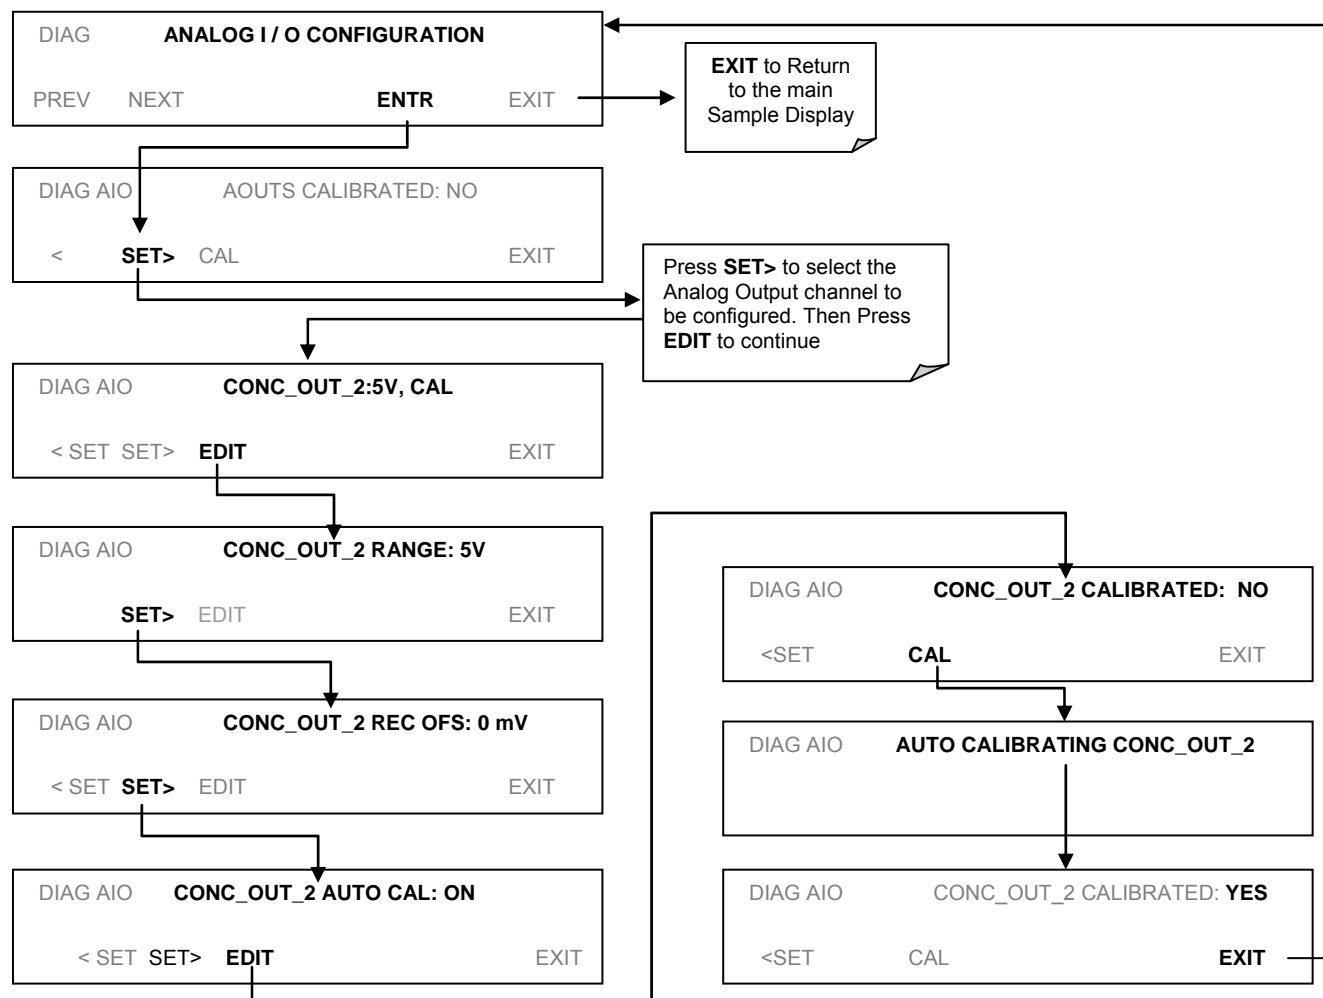 DIAG ANALOG I / O CONFIGURATION
PREV NEXT ENTR EXIT
EXIT to Return
to the main
Sample Display
DIAG AIO AOUTS CALIBRATED: NO
< SET> CAL EXIT
Press SET> to select the
Analog Output channel to
be configured. Then Press
EDIT to continue
DIAG AIO CONC_OUT_2:5V, CAL
< SET SET> EDIT EXIT
DIAG AIO CONC_OUT_2 RANGE: 5V
SET> EDIT EXIT
DIAG AIO CONC_OUT_2 REC OFS: 0 mV
< SET SET> EDIT EXIT
DIAG AIO CONC_OUT_2 AUTO CAL: ON
< SET SET> EDIT EXIT
DIAG AIO CONC_OUT_2 CALIBRATED: NO
<SET CAL EXIT
DIAG AIO AUTO CALIBRATING CONC_OUT_2
DIAG AIO CONC_OUT_2 CALIBRATED: YES
<SET CAL EXIT